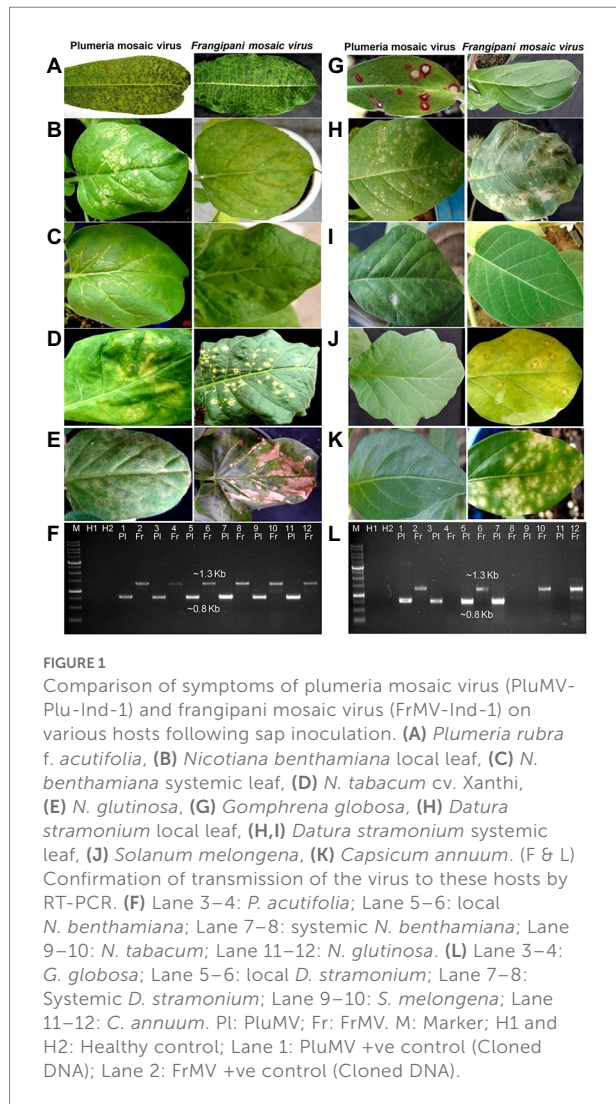 Plumeria mosaic virus Frangipani mosaic virus
A
B
C
D
E
F
M H1 H2 1 2 3 4 5 6 7 8 9 10 11 12
Pl Fr Pl Fr Pl Fr Pl Fr Pl Fr Pl Fr
~1.3 Kb
~0.8 Kb
Plumeria mosaic virus Frangipani mosaic virus
G
H
I
J
K
L
M H1 H2 1 2 3 4 5 6 7 8 9 10 11 12
Pl Fr Pl Fr Pl Fr Pl Fr Pl Fr Pl Fr
~1.3 Kb
~0.8 Kb
FIGURE 1
Comparison of symptoms of plumeria mosaic virus (PluMV-
Plu-Ind-1) and frangipani mosaic virus (FrMV-Ind-1) on
various hosts following sap inoculation. (A) Plumeria rubra
f. acutifolia, (B) Nicotiana benthamiana local leaf, (C) N.
benthamiana systemic leaf, (D) N. tabacum cv. Xanthi,
(E) N. glutinosa, (G) Gomphrena globosa, (H) Datura
stramonium local leaf, (H,I) Datura stramonium systemic
leaf, (J) Solanum melongena, (K) Capsicum annuum. (F & L)
Confirmation of transmission of the virus to these hosts by
RT-PCR. (F) Lane 3–4: P. acutifolia; Lane 5–6: local
N. benthamiana; Lane 7–8: systemic N. benthamiana; Lane
9–10: N. tabacum; Lane 11–12: N. glutinosa. (L) Lane 3–4:
G. globosa; Lane 5–6: local D. stramonium; Lane 7–8:
Systemic D. stramonium; Lane 9–10: S. melongena; Lane
11–12: C. annuum. Pl: PluMV; Fr: FrMV. M: Marker; H1 and
H2: Healthy control; Lane 1: PluMV +ve control (Cloned
DNA); Lane 2: FrMV +ve control (Cloned DNA).